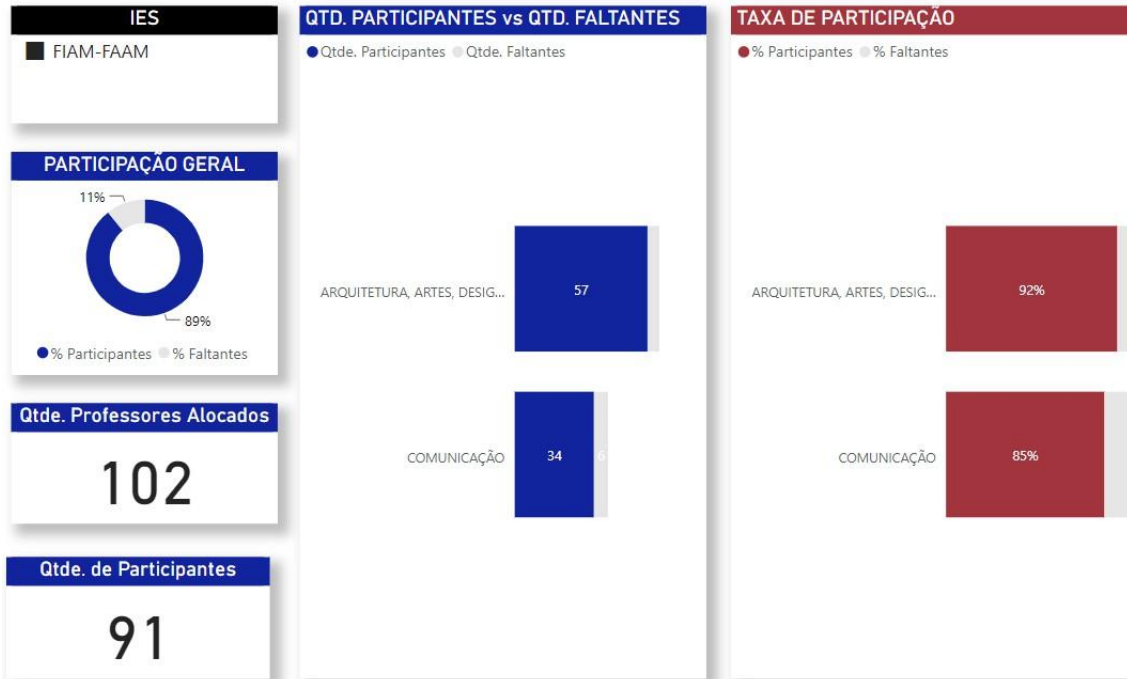 IES
FIAM-FAAM
PARTICIPAÇÃO GERAL
11%
89%
% Participantes % Faltantes
Qtde. Professores Alocados
102
Qtde. de Participantes
91
QTD. PARTICIPANTES vs QTD. FALTANTES
Qtde. Participantes Qtde. Faltantes
ARQUITETURA, ARTES, DESIG... 57
COMUNICAÇÃO 34 6
TAXA DE PARTICIPAÇÃO
% Participantes % Faltantes
ARQUITETURA, ARTES, DESIG... 92%
COMUNICAÇÃO 85%